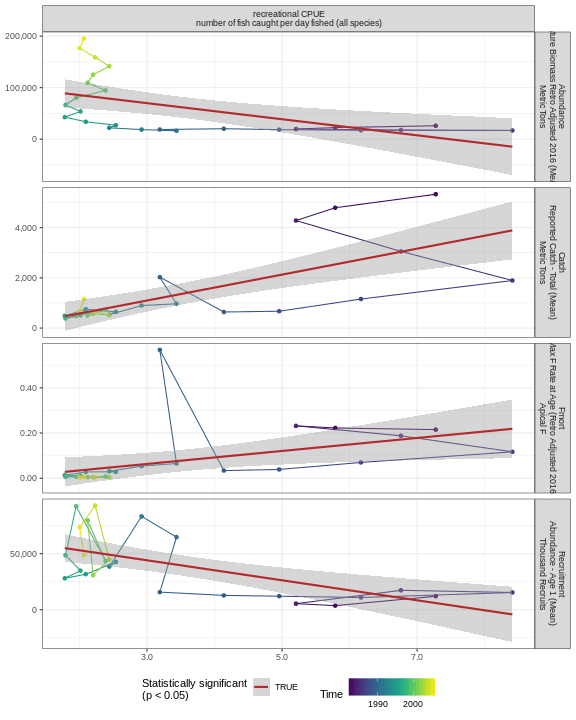 recreational CPUE
number of fish caught per day fished (all species)
200,000
100,000
0
Abundance
Biomass Retro Adjusted 2016
Metric Tons
4,000
2,000
0
Catch
Reported Catch - Total (Mean)
Metric Tons
0.40
0.20
0.00
Fmort
F Rate at Age (Retro Adjusted 2016
Apical F
50,000
0
Recruitment
Abundance - Age 1 (Mean)
Thousand Recruits
3.0 5.0 7.0
Statistically significant
(p < 0.05)
TRUE
Time
1990 2000